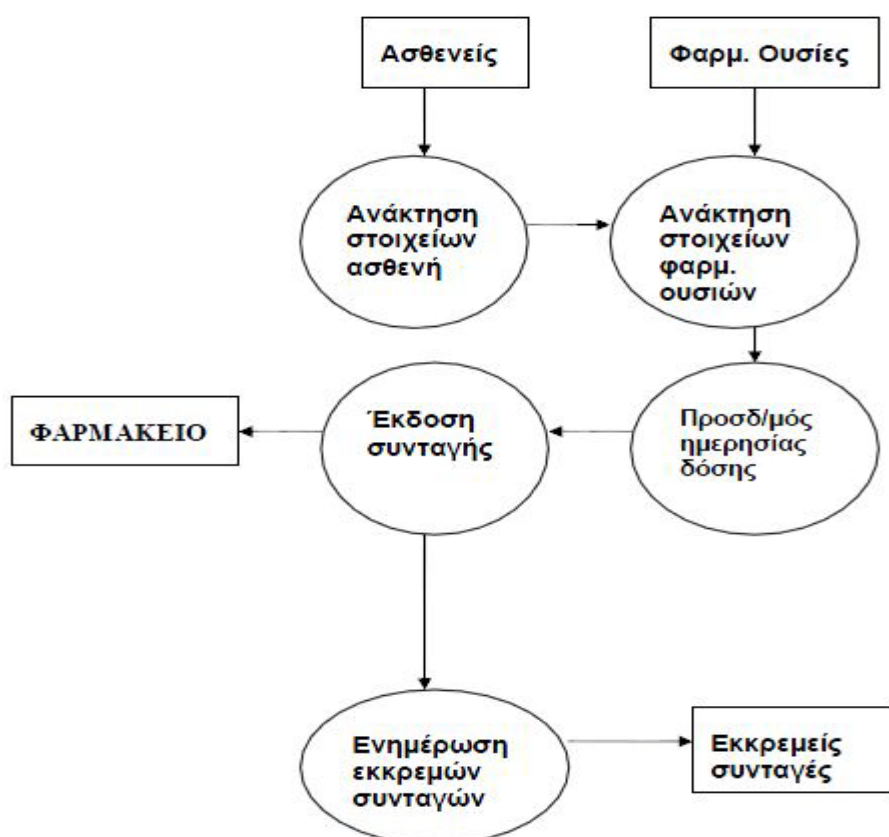 Ασθενείς
Φαρμ. Ουσίες
Ανάκτηση
στοιχείων
ασθενή
Ανάκτηση
στοιχείων
φαρμ.
ουσιών
ΦΑΡΜΑΚΕΙΟ
Έκδοση
συνταγής
Προσδ/μός
ημερησίας
δόσης
Ενημέρωση
εκκρεμών
συνταγών
Εκκρεμείς
συνταγές